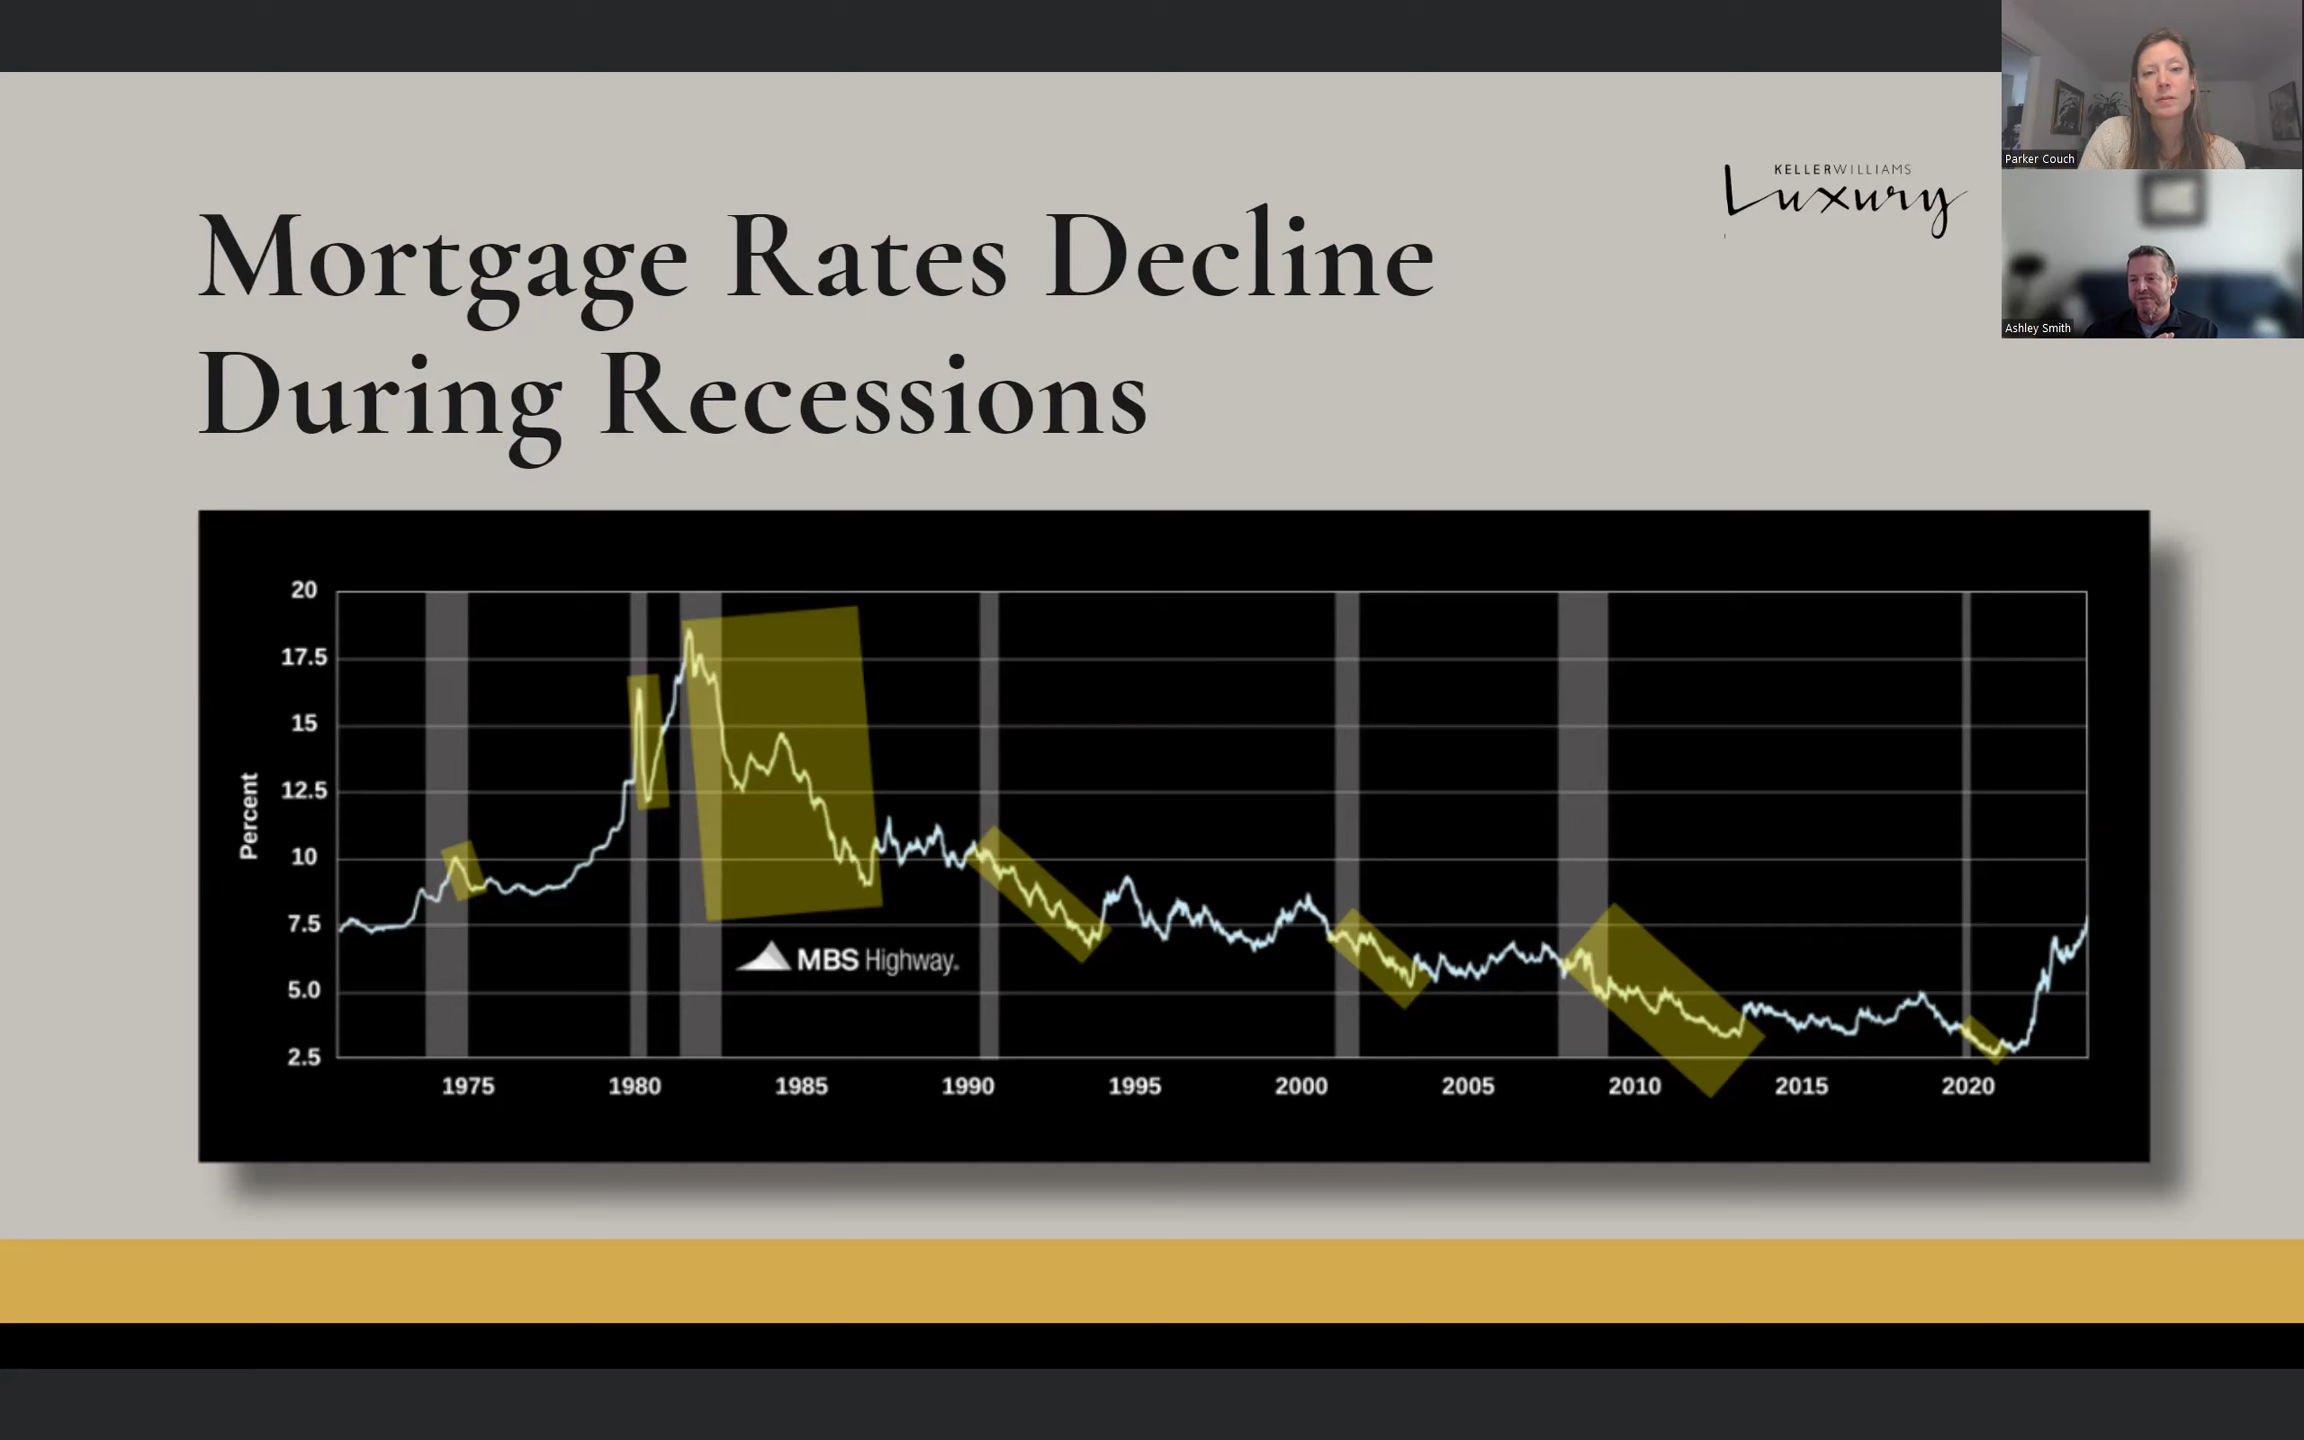 Parker Couch
KELLERWILLIAMS
Luxury
Ashley Smith
Mortgage Rates Decline
During Recessions
20
17.5
15
12.5
10
7.5
5.0
2.5
Percent
MBS Highway.
1975 1980 1985 1990 1995 2000 2005 2010 2015 2020